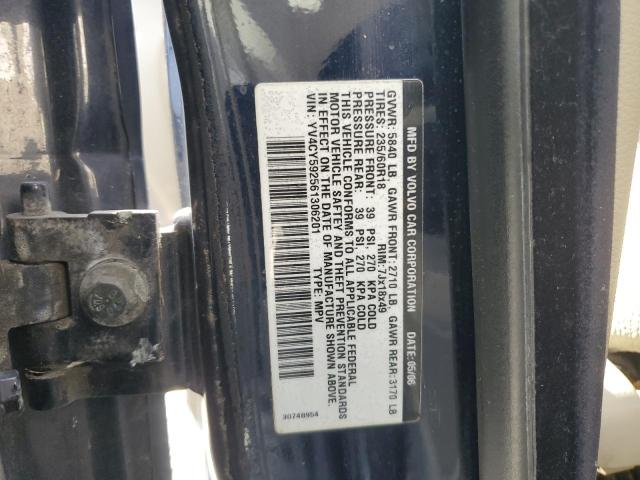 MFD BY VOLVO CAR CORPORATION DATE:05/06
GVWR: 5840 LB, GAWR FRONT: 2710 LB, GAWR REAR:3170 LB
TIRES: 235/60R18 RIM:7Jx18x49
PRESSURE FRONT: 39 PSI, 270 KPA COLD
PRESSURE REAR: 39 PSI, 270 KPA COLD
THIS VEHICLE CONFORMS TO ALL APPLICABLE FEDERAL
MOTOR VEHICLE SAFTEY AND THEFT PREVENTION STANDARDS
IN EFFECT ON THE DATE OF MANUFACTURE SHOWN ABOVE.
VIN: YV4CY592561306201 TYPE: MPV
30748954